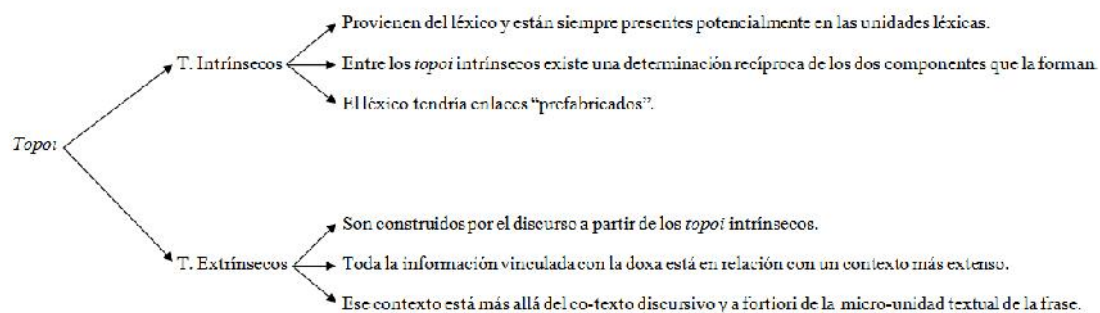 Topoi
T. Intrínsecos
Provienen del léxico y están siempre presentes potencialmente en las unidades léxicas.
Entre los topoi intrínsecos existe una determinación recíproca de los dos componentes que la forman.
El léxico tendría enlaces “prefabricados”.
T. Extrínsecos
Son construidos por el discurso a partir de los topoi intrínsecos.
Toda la información vinculada con la doxa está en relación con un contexto más extenso.
Ese contexto está más allá del co-texto discursivo y a fortiori de la micro-unidad textual de la frase.